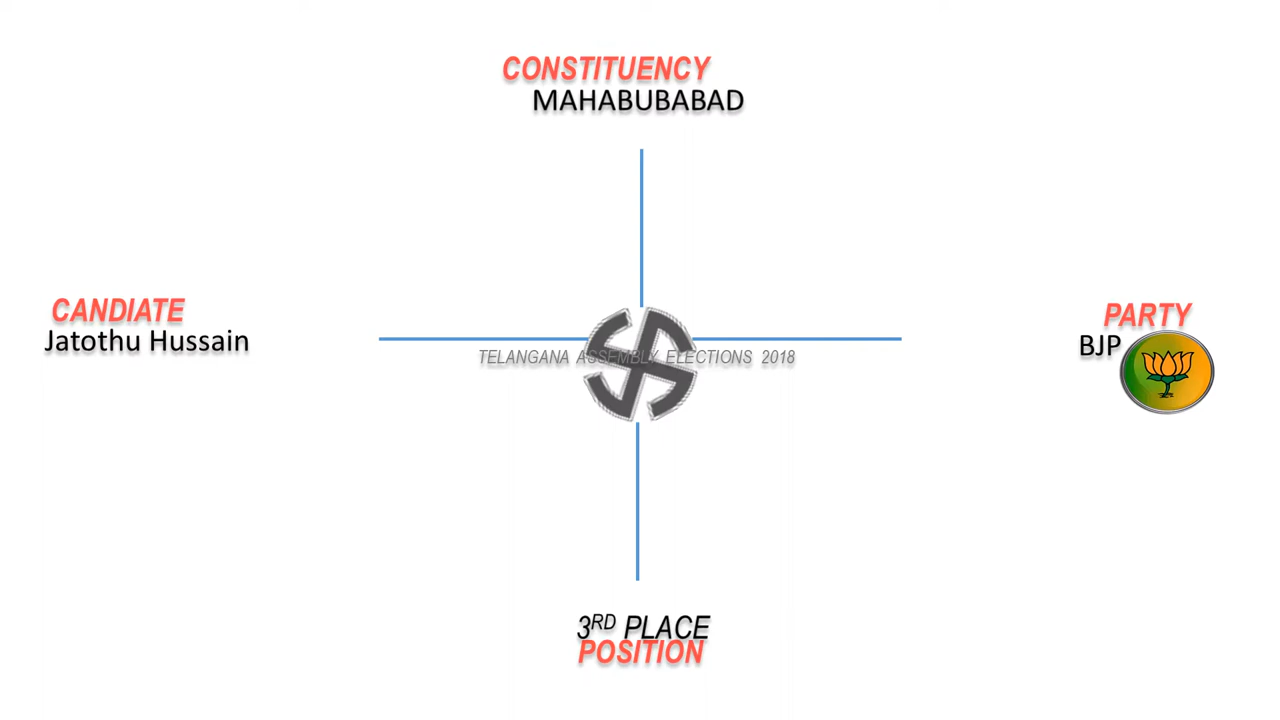 CONSTITUENCY
MAHABUBABAD
CANDIATE
Jatothu Hussain
PARTY
BJP
TELANGANA ASSEMBLY ELECTIONS 2018
3RD PLACE
POSITION